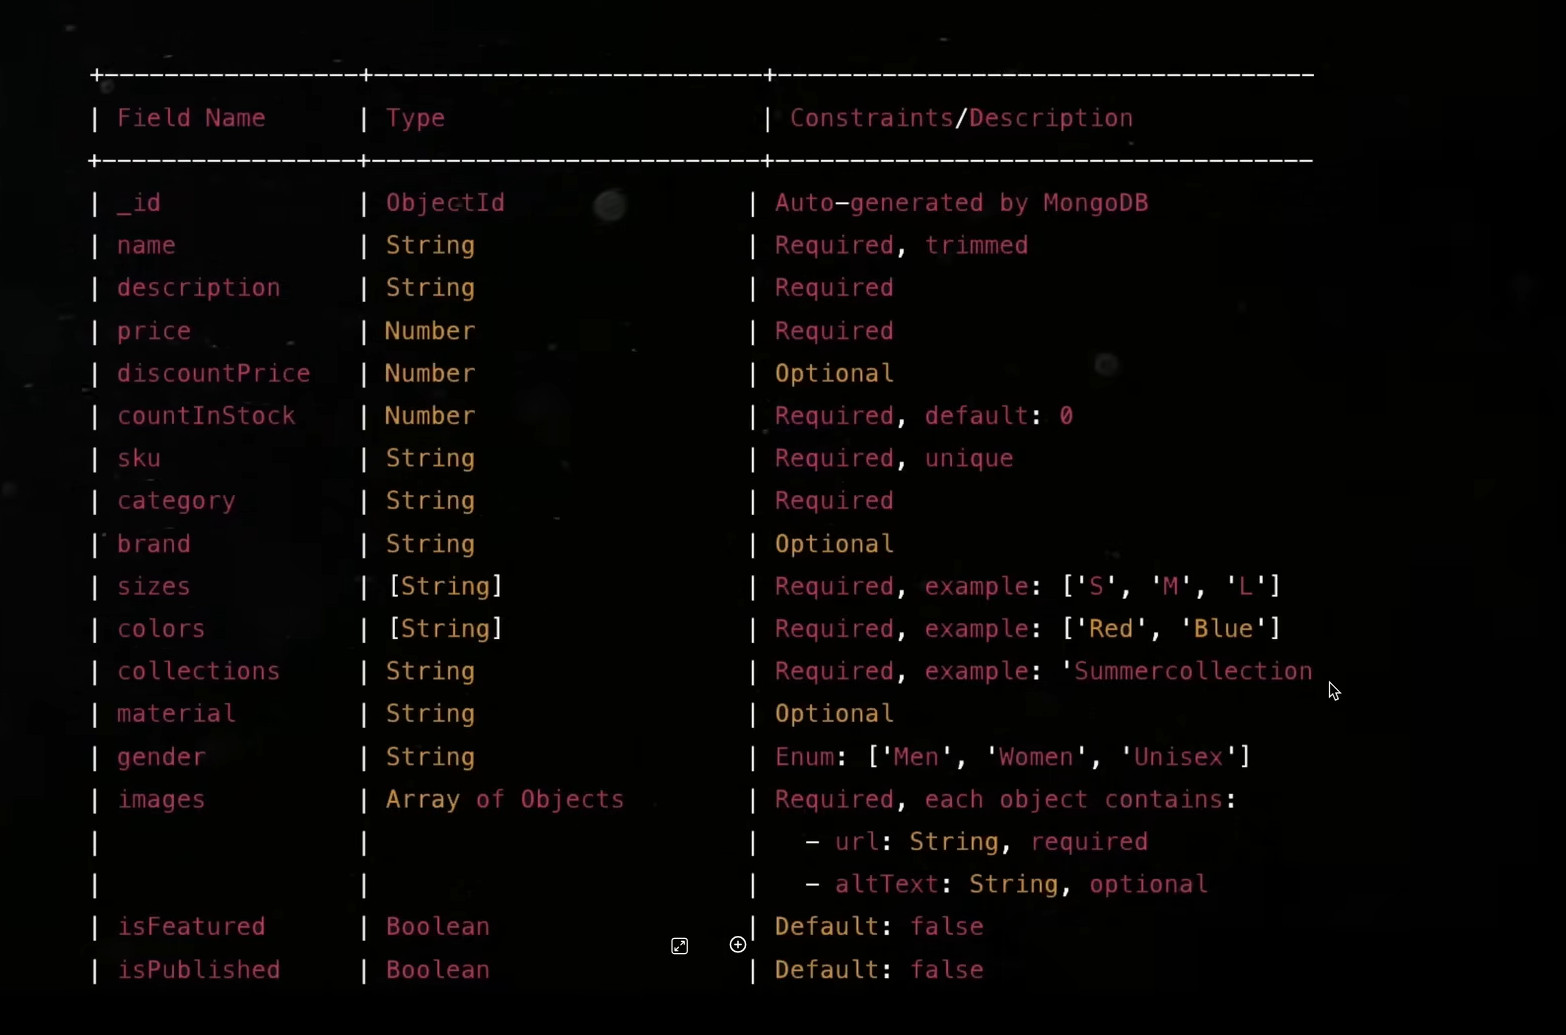 +------------------+--------------------------+------------------------------------
| Field Name | Type | Constraints/Description
+------------------+--------------------------+------------------------------------
| _id | ObjectId | Auto-generated by MongoDB
| name | String | Required, trimmed
| description | String | Required
| price | Number | Required
| discountPrice | Number | Optional
| countInStock | Number | Required, default: 0
| sku | String | Required, unique
| category | String | Required
| brand | String | Optional
| sizes | [String] | Required, example: ['S', 'M', 'L']
| colors | [String] | Required, example: ['Red', 'Blue']
| collections | String | Required, example: 'Summercollection
| material | String | Optional
| gender | String | Enum: ['Men', 'Women', 'Unisex']
| images | Array of Objects | Required, each object contains:
| | | - url: String, required
| | | - altText: String, optional
| isFeatured | Boolean | Default: false
| isPublished | Boolean | Default: false